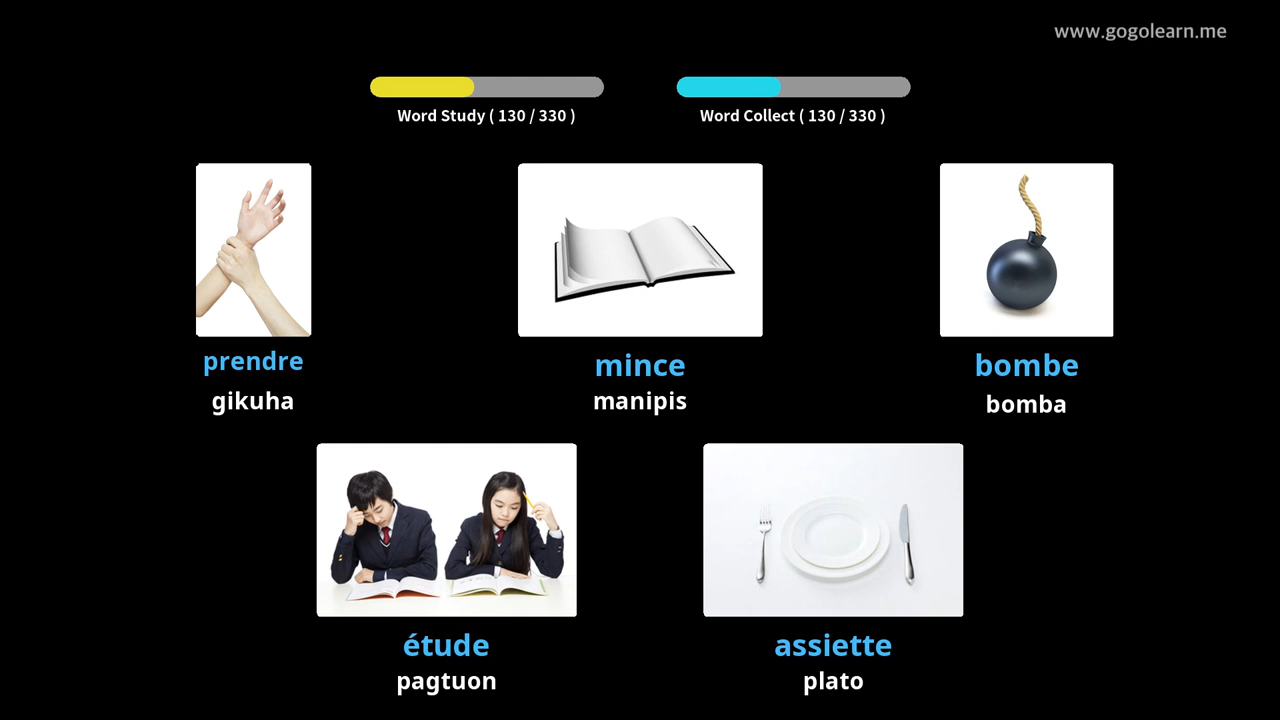 www.gogolearn.me
Word Study ( 130 / 330 )
Word Collect ( 130 / 330 )
prendre
gikuha
mince
manipis
bombe
bomba
étude
pagtuon
assiette
plato